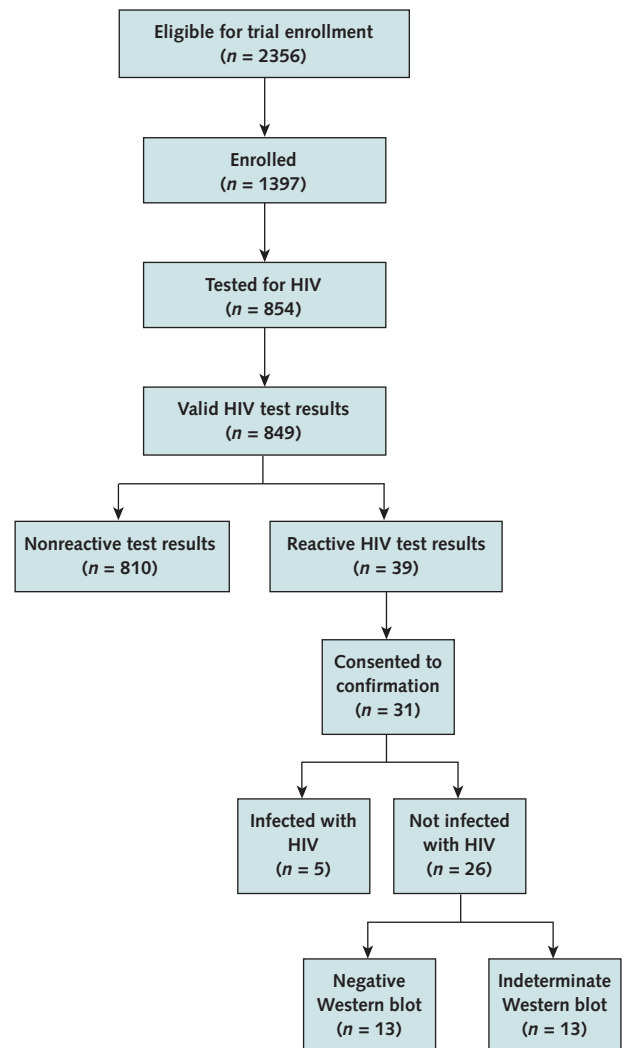 Eligible for trial enrollment
(n = 2356)
Enrolled
(n = 1397)
Tested for HIV
(n = 854)
Valid HIV test results
(n = 849)
Nonreactive test results
(n = 810)
Reactive HIV test results
(n = 39)
Consented to
confirmation
(n = 31)
Infected with
HIV
(n = 5)
Not infected
with HIV
(n = 26)
Negative
Western blot
(n = 13)
Indeterminate
Western blot
(n = 13)